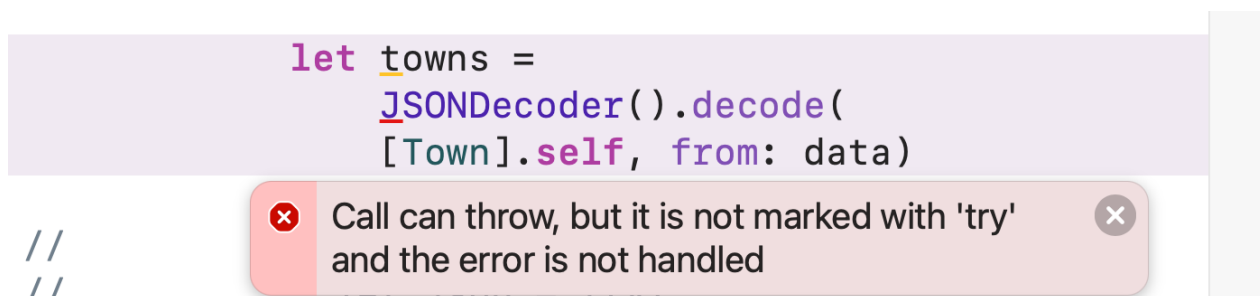 let towns =
JSONDecoder().decode(
[Town].self, from: data)
Call can throw, but it is not marked with 'try'
and the error is not handled
//
//